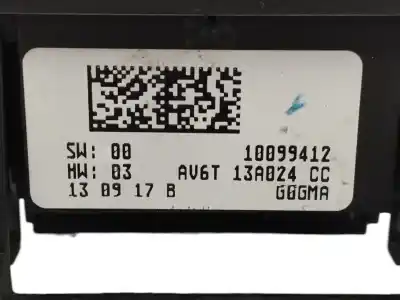 SW: 00 10099412
HW: 03 AV6T 13A024 CC
13 09 17 B G0GMA